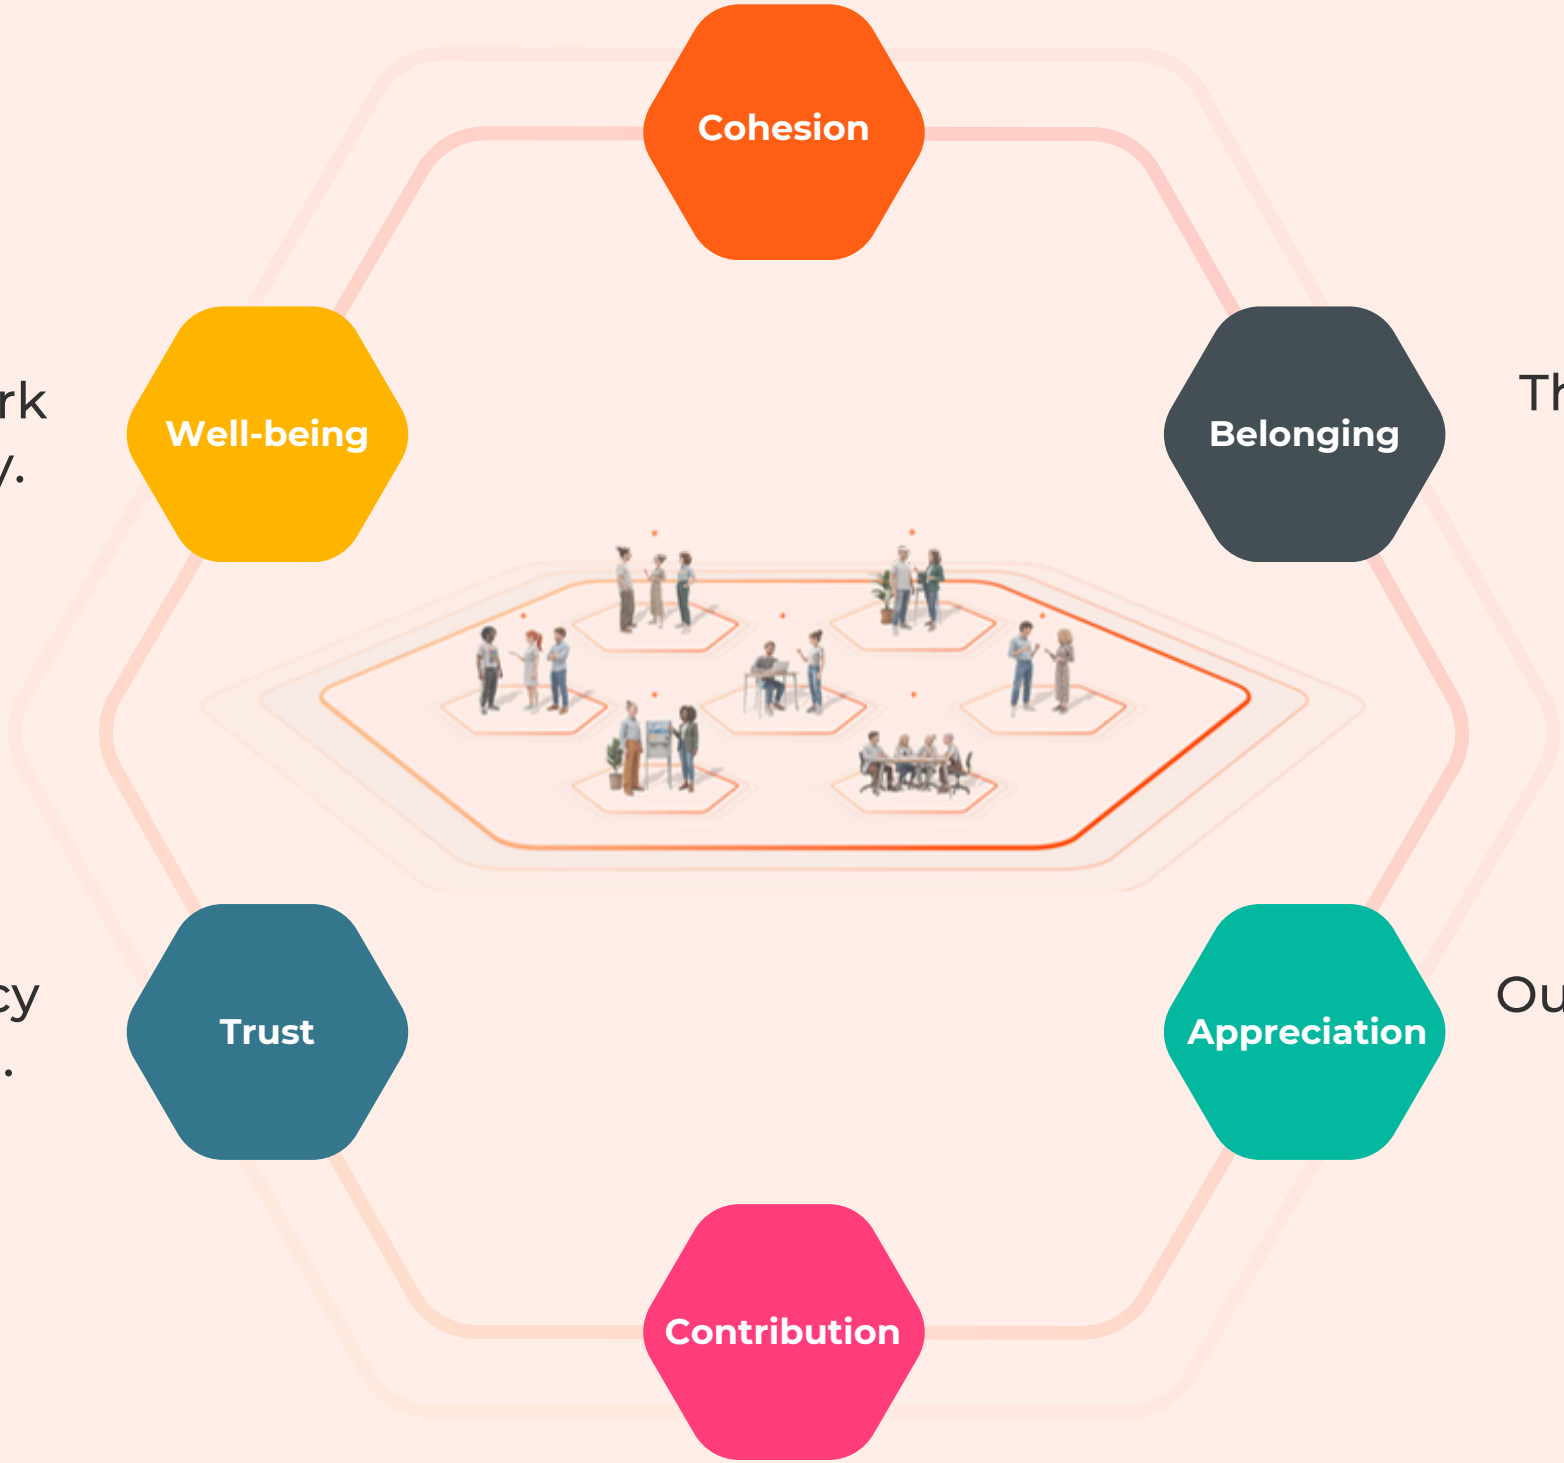 Cohesion
Well-being
Belonging
Trust
Appreciation
Contribution